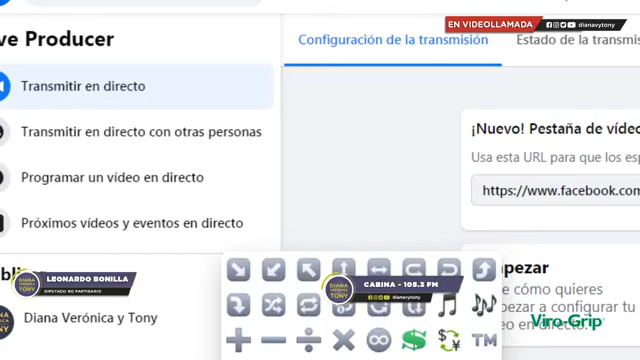 EN VIDEOLLAMADA
dianavytony
ve Producer
Configuración de la transmisión
Estado de la transmis
Transmitir en directo
Transmitir en directo con otras personas
Programar un vídeo en directo
Próximos vídeos y eventos en directo
¡Nuevo! Pestaña de vídeo
Usa esta URL para que los esp
https://www.facebook.com
LEONARDO BONILLA
DIPUTADO NO PARTIDARIO
Diana Verónica y Tony
CABINA - 105.3 FM
dianavytony
DIANA
VERÓNICA
TONY
TM
pezar
e cómo quieres
pezar a configurar tu
eo en directo.
Viro-Grip